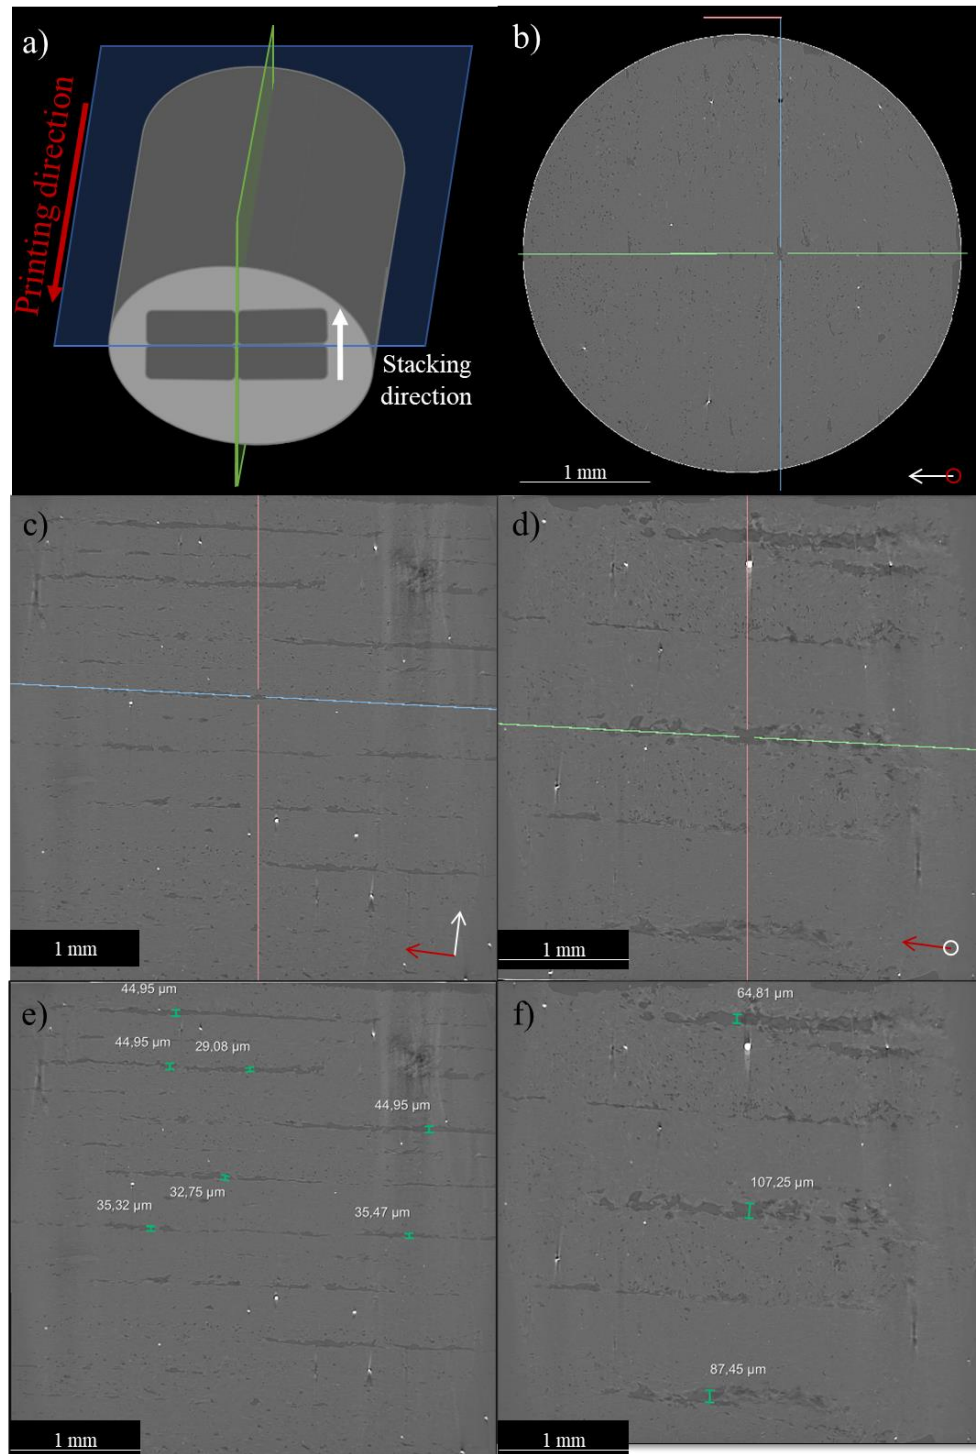 a)
Printing direction
Stacking
direction
b)
1 mm
c)
1 mm
d)
1 mm
e)
44,95 µm
44,95 µm
29,08 µm
44,95 µm
32,75 µm
35,32 µm
35,47 µm
1 mm
f)
64,81 µm
107,25 µm
87,45 µm
1 mm